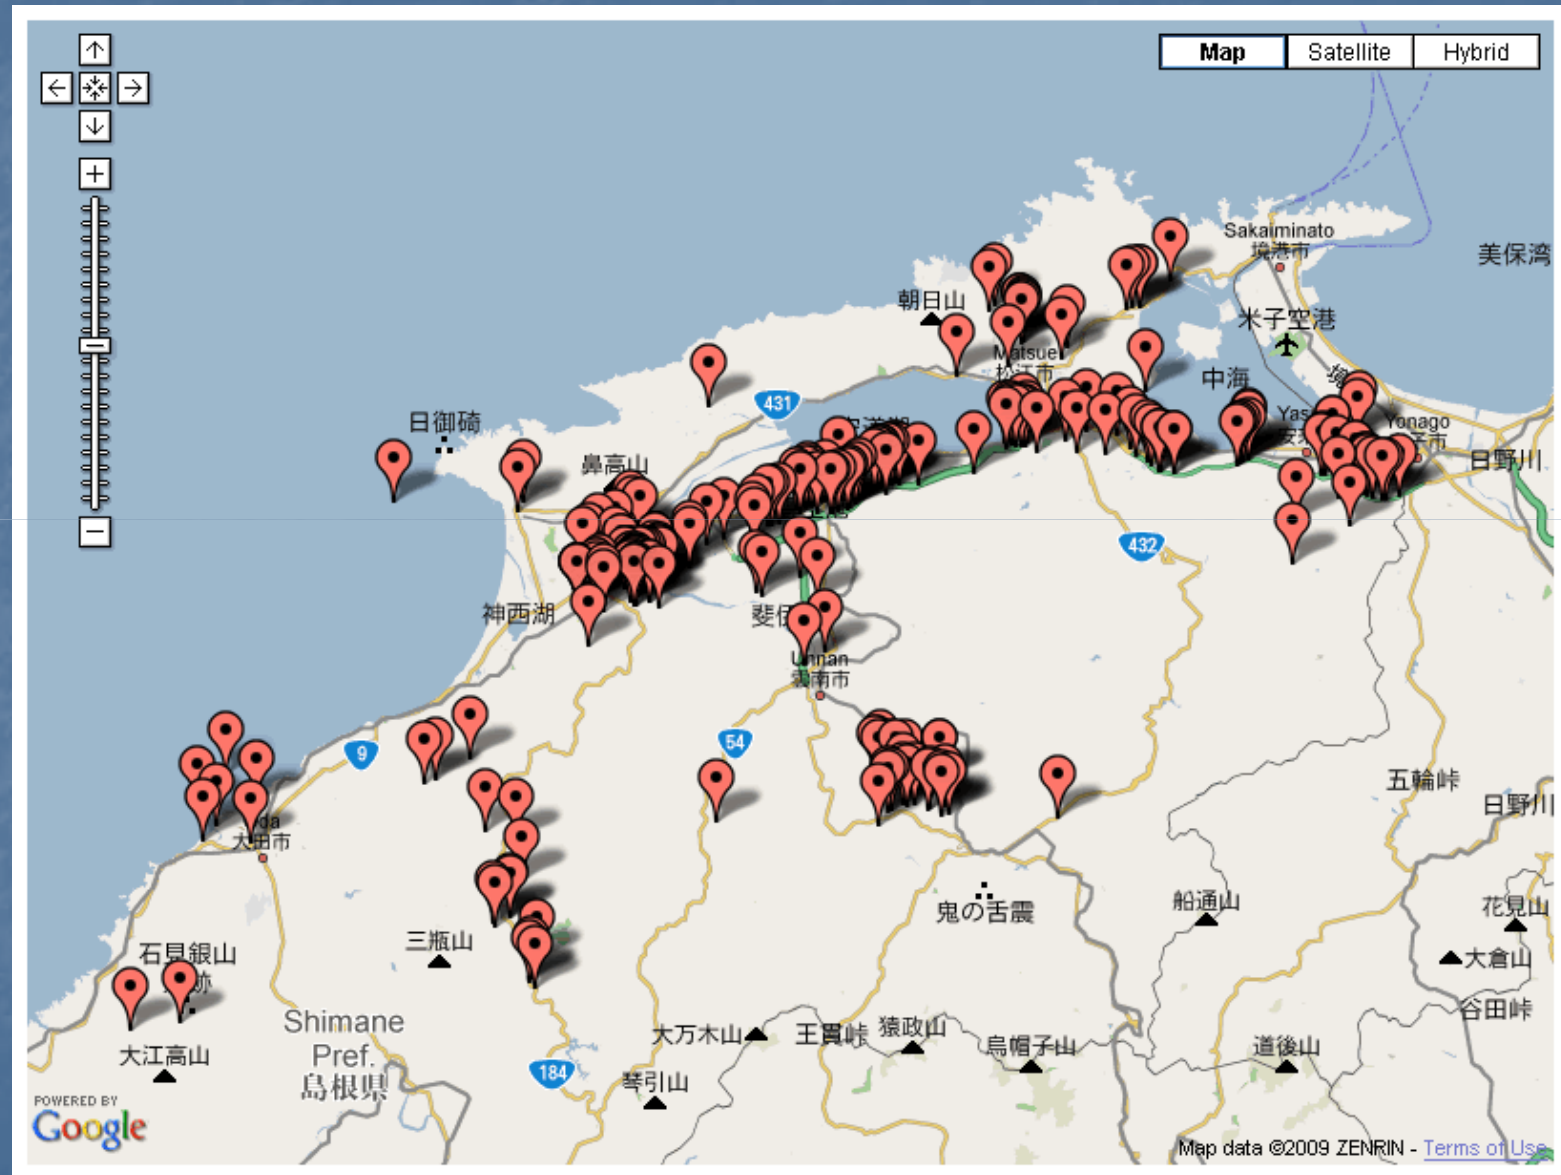 Map
Satellite
Hybrid
Sakaiminato
境港市
美保湾
朝日山
米子空港
Matsue
松江市
中海
431
日御碕
Yonago
鼻高山
日野川
432
神西湖
Unnan
雲南市
9
54
五輪峠
日野川
大田市
船通山
花見山
鬼の舌震
三瓶山
大倉山
石見銀山
跡
谷田峠
Shimane
Pref.
島根県
大万木山
王貫峠
猿政山
烏帽子山
道後山
大江高山
184
琴引山
POWERED BY
Google
Map data ©2009 ZENRIN - Terms of Use